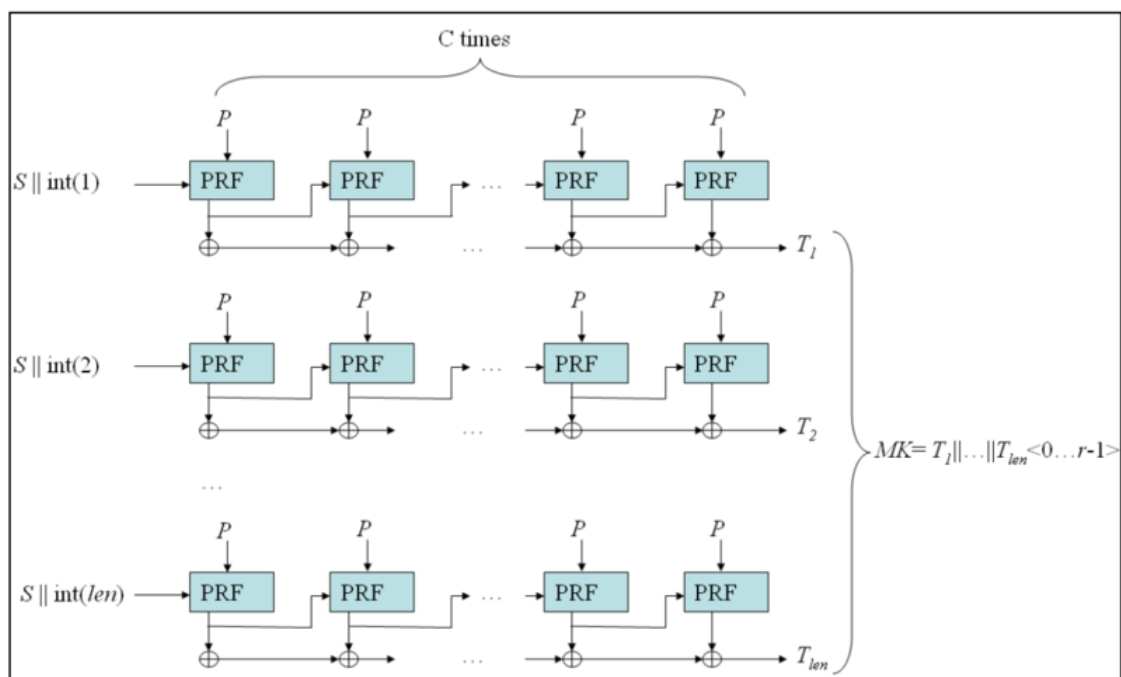 C times
P P P P
S || int(1) PRF PRF … PRF PRF
… T1
P P P P
S || int(2) PRF PRF … PRF PRF
… T2
MK= T1||…||Tlen<0…r-1>
…
P P P P
S || int(len) PRF PRF … PRF PRF
… Tlen